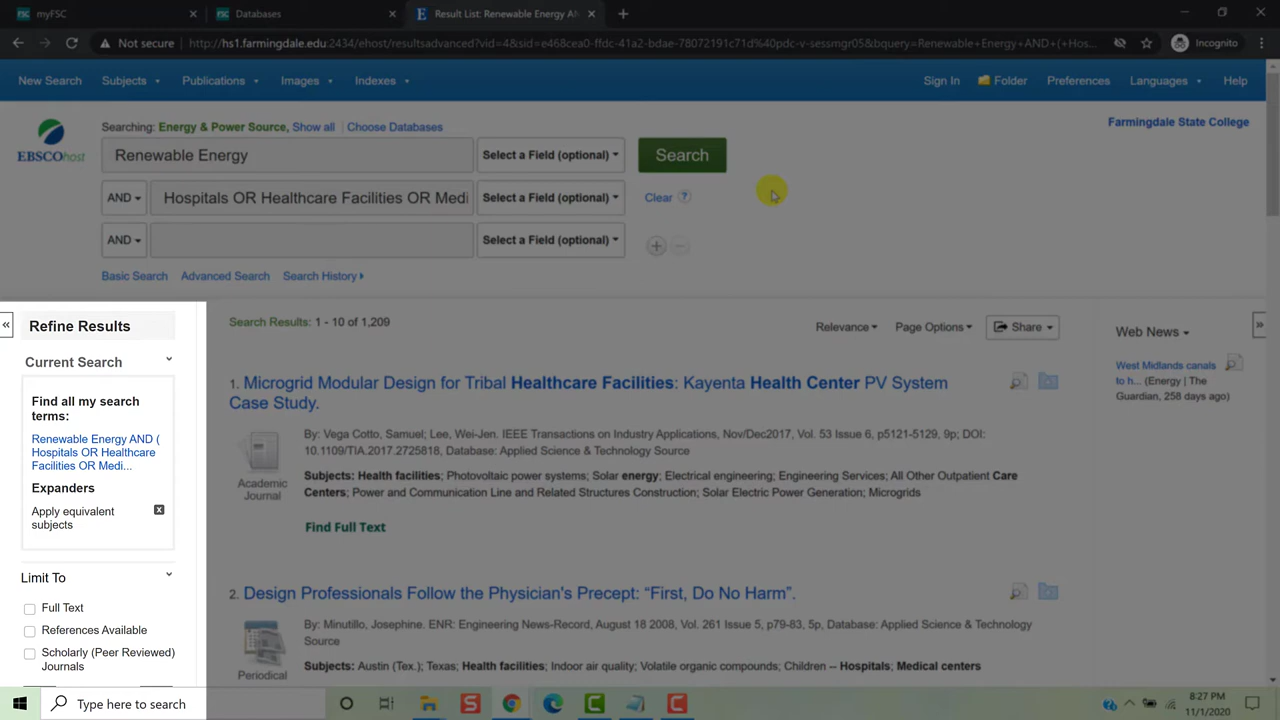 myFSC
Databases
Result List: Renewable Energy AN
Not secure
http://hs1.farmingdale.edu:2434/ehost/resultsadvanced?vid=4&sid=e468cea0-ffdc-41a2-bdae-78072191c71d%40pdc-v-sessmgr05&bquery=Renewable+Energy+AND+(+Hos...
Incognito
New Search Subjects Publications Images Indexes
Sign In Folder Preferences Languages Help
Searching: Energy & Power Source, Show all | Choose Databases
Farmingdale State College
EBSCOhost
Renewable Energy
Select a Field (optional)
Search
AND
Hospitals OR Healthcare Facilities OR Medi
Select a Field (optional)
Clear ?
AND
Select a Field (optional)
Basic Search Advanced Search Search History
«
Refine Results
Current Search
Find all my search
terms:
Renewable Energy AND (
Hospitals OR Healthcare
Facilities OR Medi...
Expanders
Apply equivalent
subjects
Limit To
Full Text
References Available
Scholarly (Peer Reviewed)
Journals
Search Results: 1 - 10 of 1,209
Relevance Page Options Share
1. Microgrid Modular Design for Tribal Healthcare Facilities: Kayenta Health Center PV System
Case Study.
By: Vega Cotto, Samuel; Lee, Wei-Jen. IEEE Transactions on Industry Applications, Nov/Dec2017, Vol. 53 Issue 6, p5121-5129, 9p; DOI:
10.1109/TIA.2017.2725818, Database: Applied Science & Technology Source
Academic
Journal
Subjects: Health facilities; Photovoltaic power systems; Solar energy; Electrical engineering; Engineering Services; All Other Outpatient Care
Centers; Power and Communication Line and Related Structures Construction; Solar Electric Power Generation; Microgrids
Find Full Text
2. Design Professionals Follow the Physician's Precept: “First, Do No Harm”.
By: Minutillo, Josephine. ENR: Engineering News-Record, August 18 2008, Vol. 261 Issue 5, p79-83, 5p, Database: Applied Science & Technology
Source
Periodical
Subjects: Austin (Tex.); Texas; Health facilities; Indoor air quality; Volatile organic compounds; Children -- Hospitals; Medical centers
Web News
»
West Midlands canals
to h... (Energy | The
Guardian, 258 days ago)
Type here to search
8:27 PM
11/1/2020